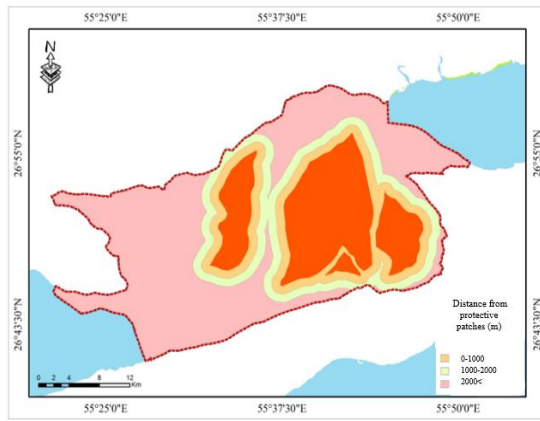 55°25'0"E 55°37'30"E 55°50'0"E
N
26°55'0"N 26°55'0"N
26°43'30"N 26°43'30"N
Distance from
protective
patches (m)
0-1000
1000-2000
2000<
0 2 4 8 12
Km
55°25'0"E 55°37'30"E 55°50'0"E